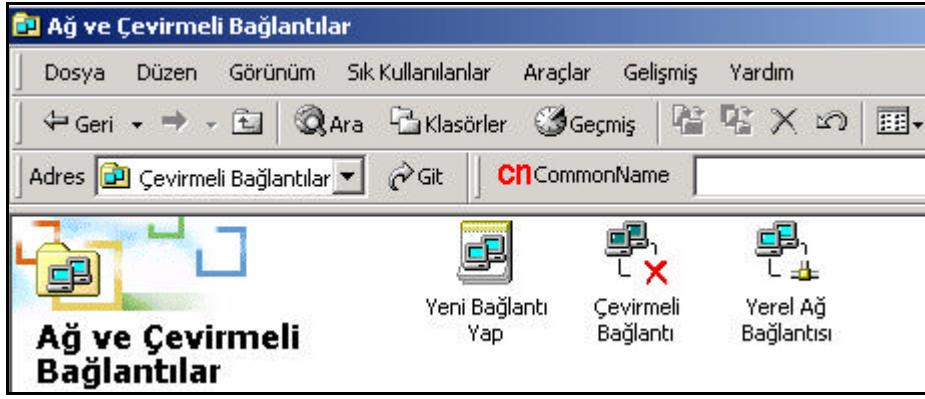 Ağ ve Çevirmeli Bağlantılar
Dosya Düzen Görünüm Sık Kullanılanlar Araçlar Gelişmiş Yardım
Geri Ara Klasörler Geçmiş
Adres Çevirmeli Bağlantılar Git cn CommonName
Yeni Bağlantı Yap
Çevirmeli Bağlantı
Yerel Ağ Bağlantısı
Ağ ve Çevirmeli
Bağlantılar